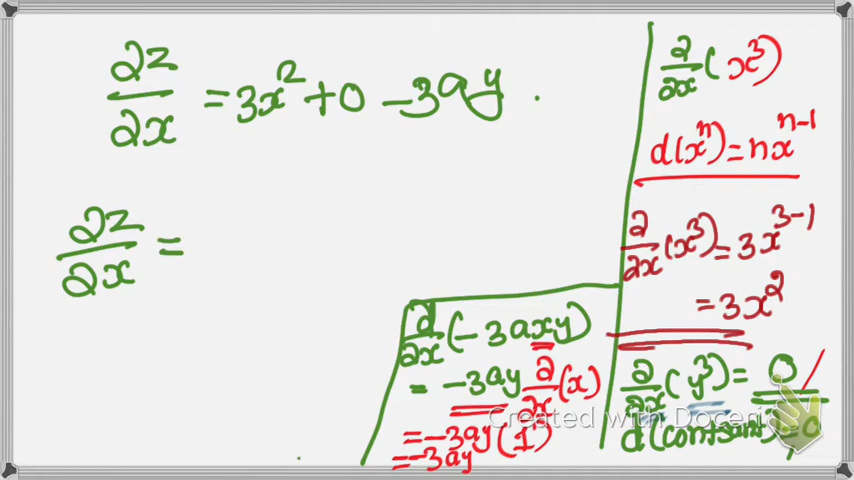 ∂z/∂x = 3x² + 0 - 3ay.
∂z/∂x =
∂/∂x (x³)
d(xⁿ) = nxⁿ⁻¹
∂/∂x (x³) = 3x³⁻¹
= 3x²
∂/∂x (y³) = 0
d(contsant) = 0
d/∂x (-3axy)
= -3ay ∂/∂x (x)
= -3ay (1)
= -3ay
Created with Doceri